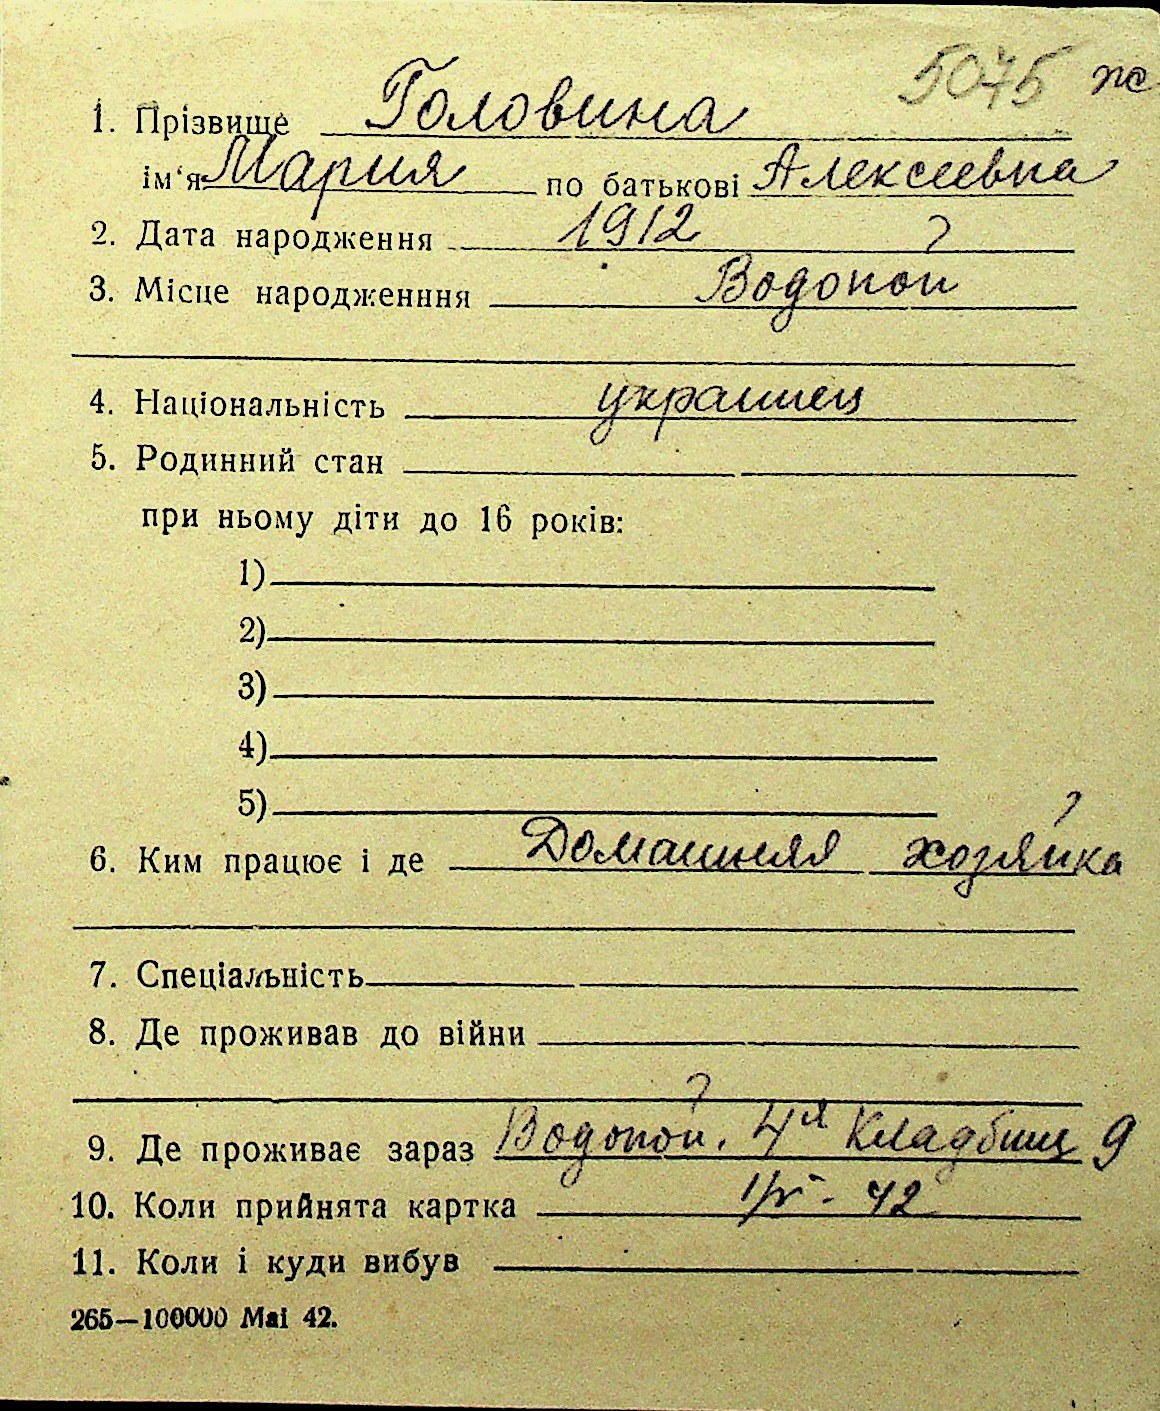 5075 ж
1. Прізвище Головина
ім‘я Мария по батькові Алексеевна
2. Дата народження 1912
3. Місце народженння Водопой
4. Національність украинец
5. Родинний стан
при ньому діти до 16 років:
1)
2)
3)
4)
5)
6. Ким працює і де Домашняя хозяйка
7. Спеціальність
8. Де проживав до війни
9. Де проживає зараз Водопой. 4я Кладбищ 9
10. Коли прийнята картка 42
11. Коли і куди вибув
265—100000 Mai 42.